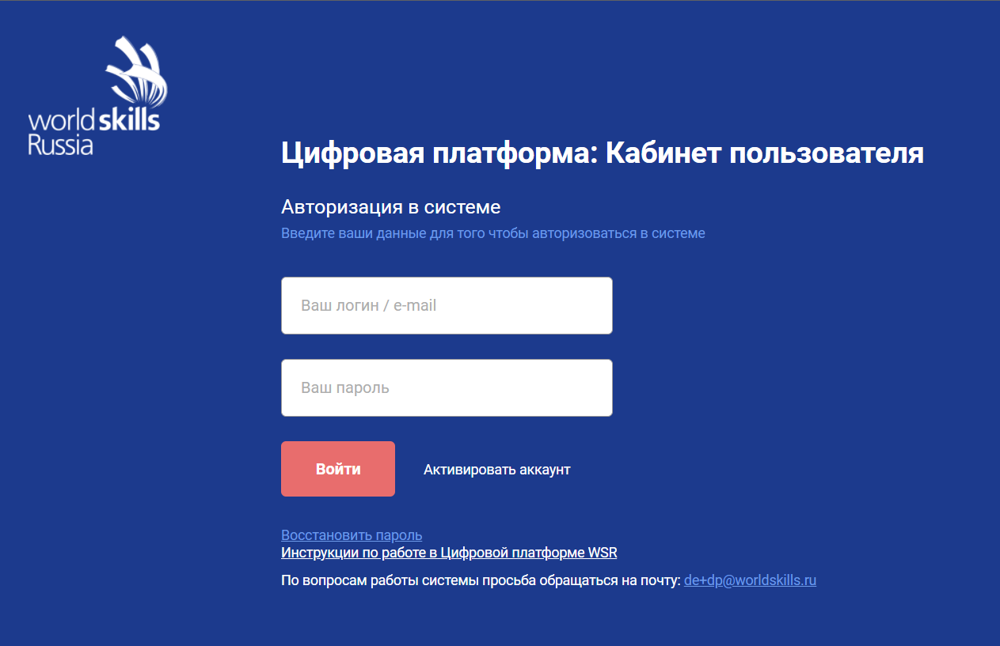 world skills
Russia
Цифровая платформа: Кабинет пользователя
Авторизация в системе
Введите ваши данные для того чтобы авторизоваться в системе
Ваш логин / e-mail
Ваш пароль
Войти
Активировать аккаунт
Восстановить пароль
Инструкции по работе в Цифровой платформе WSR
По вопросам работы системы просьба обращаться на почту: de+dp@worldskills.ru